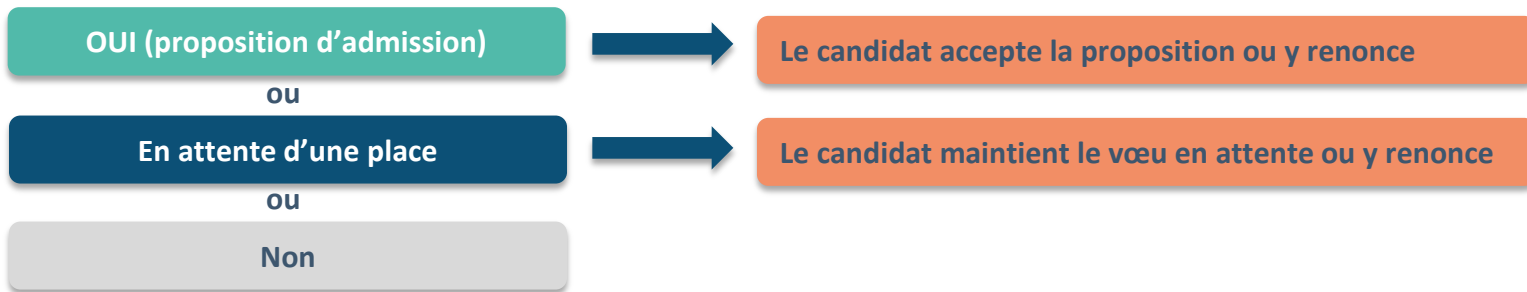 OUI (proposition d’admission)
Le candidat accepte la proposition ou y renonce
ou
En attente d’une place
Le candidat maintient le vœu en attente ou y renonce
ou
Non